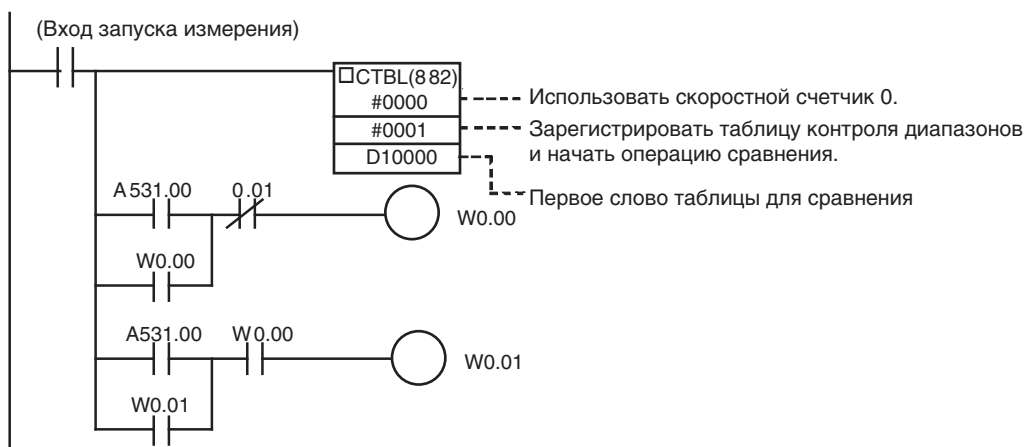 (Вход запуска измерения)
CTBL(882)
#0000
Использовать скоростной счетчик 0.
#0001
Зарегистрировать таблицу контроля диапазонов
и начать операцию сравнения.
D10000
Первое слово таблицы для сравнения
A531.00
0.01
W0.00
W0.00
A531.00
W0.00
W0.01
W0.01